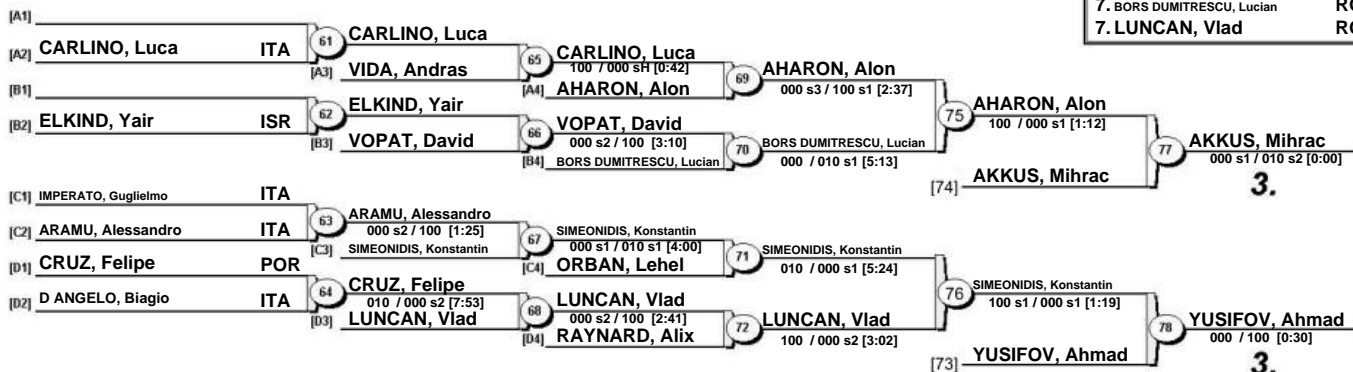 7. BORS DUMITRESCU, Lucian
7. LUNCAN, Vlad
[A1]
[A2] CARLINO, Luca ITA
61
CARLINO, Luca
[A3] VIDA, Andras
65
CARLINO, Luca
100 / 000 sH [0:42]
[A4] AHARON, Alon
69
AHARON, Alon
000 s3 / 100 s1 [2:37]
[B1]
[B2] ELKIND, Yair ISR
62
ELKIND, Yair
[B3] VOPAT, David
66
VOPAT, David
000 s2 / 100 [3:10]
[B4] BORS DUMITRESCU, Lucian
70
BORS DUMITRESCU, Lucian
000 / 010 s1 [5:13]
75
AHARON, Alon
100 / 000 s1 [1:12]
[74] AKKUS, Mihrac
77
AKKUS, Mihrac
000 s1 / 010 s2 [0:00]
3.
[C1] IMPERATO, Guglielmo ITA
[C2] ARAMU, Alessandro ITA
63
ARAMU, Alessandro
000 s2 / 100 [1:25]
[C3] SIMEONIDIS, Konstantin
67
SIMEONIDIS, Konstantin
000 s1 / 010 s1 [4:00]
[C4] ORBAN, Lehel
71
SIMEONIDIS, Konstantin
010 / 000 s1 [5:24]
[D1] CRUZ, Felipe POR
[D2] D ANGELO, Biagio ITA
64
CRUZ, Felipe
010 / 000 s2 [7:53]
[D3] LUNCAN, Vlad
68
LUNCAN, Vlad
000 s2 / 100 [2:41]
[D4] RAYNARD, Alix
72
LUNCAN, Vlad
100 / 000 s2 [3:02]
76
SIMEONIDIS, Konstantin
100 s1 / 000 s1 [1:19]
[73] YUSIFOV, Ahmad
78
YUSIFOV, Ahmad
000 / 100 [0:30]
3.